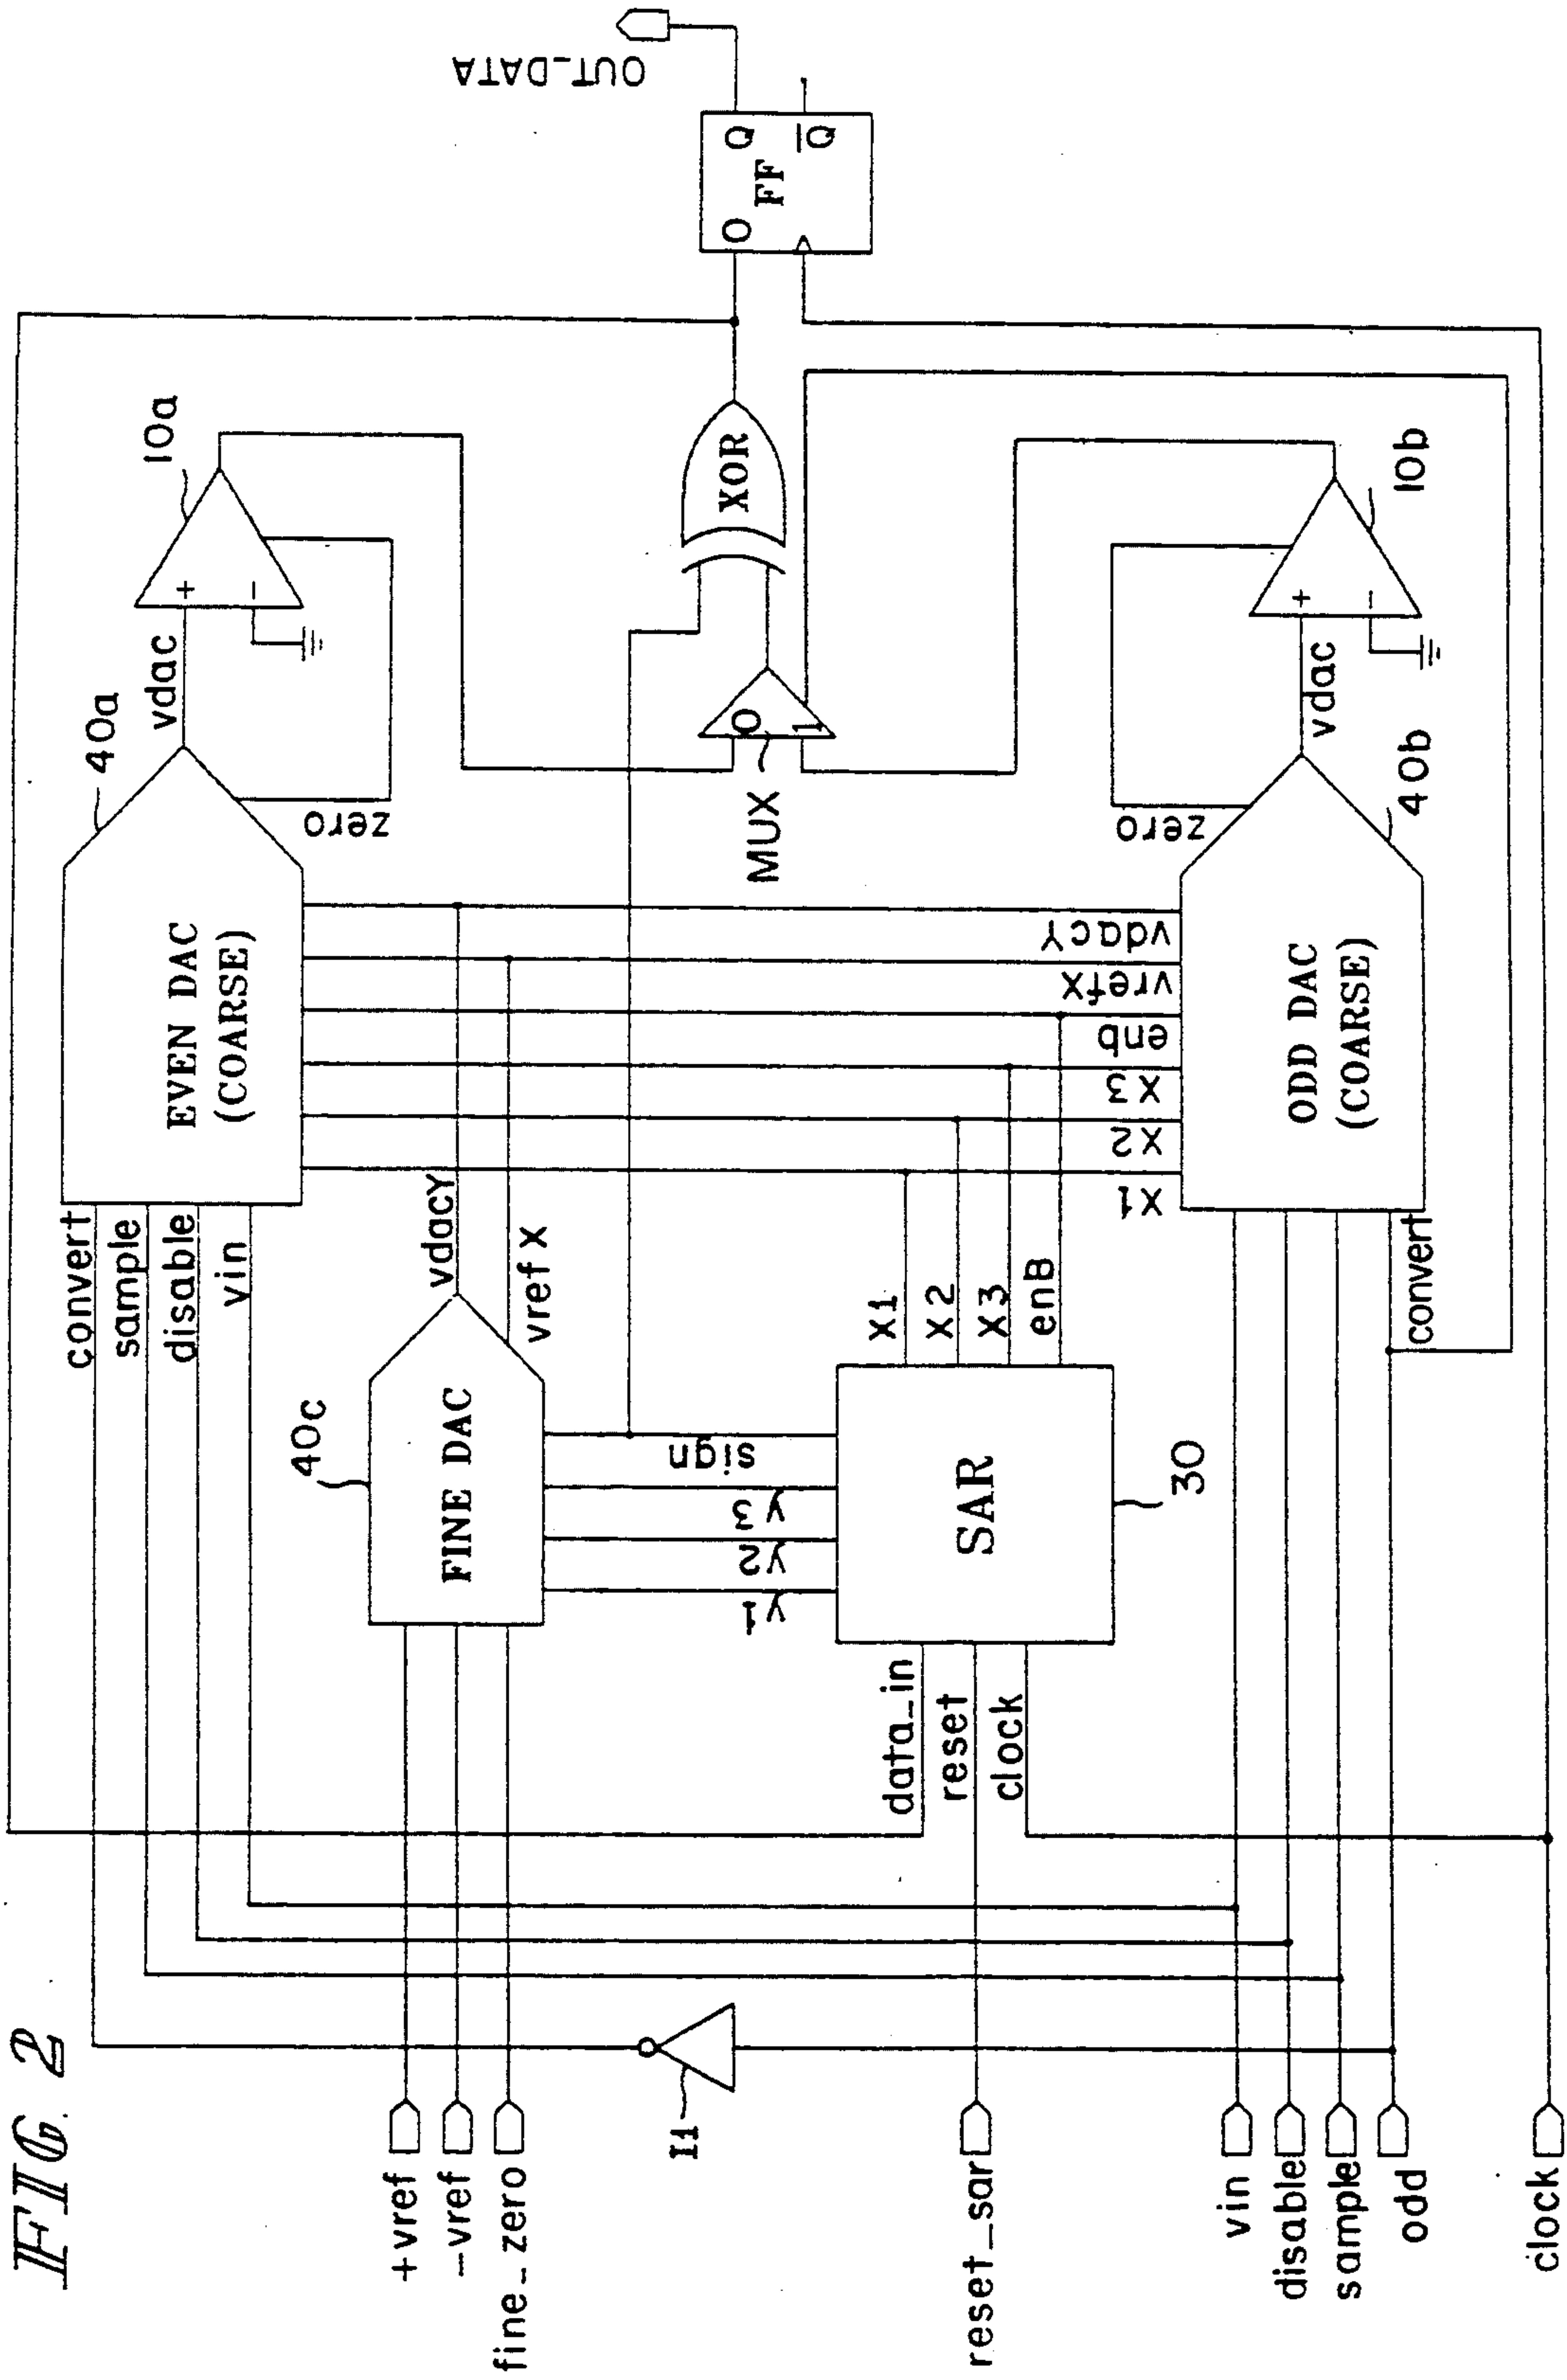 FIG. 2
+vref
-vref
fine_zero
reset_sar
vin
disable
sample
odd
clock
I1
convert
sample
disable
vin
EVEN DAC
(COARSE)
40a
vdac
zero
10a
+
-
40c
FINE DAC
vdacY
vref X
y1
y2
y3
sign
data_in
reset
clock
SAR
30
X1
X2
X3
enB
X1
X2
X3
enb
vrefX
vdacY
ODD DAC
(COARSE)
convert
40b
vdac
zero
10b
+
-
MUX
0
1
XOR
O
Q
FF
Q
OUT_DATA